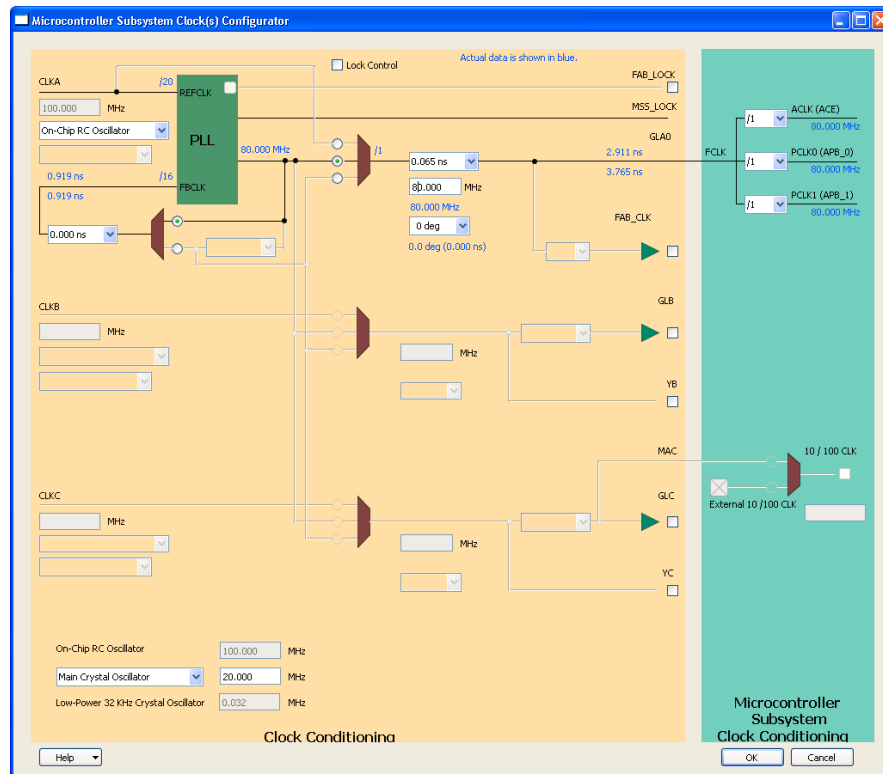 Microcontroller Subsystem Clock(s) Configurator
Lock Control
Actual data is shown in blue.
CLKA
/20
REFCLK
FAB_LOCK
100.000 MHz
MSS_LOCK
ACLK (ACE)
/1
80.000 MHz
On-Chip RC Oscillator
PLL
GLA0
80.000 MHz
/1
0.065 ns
2.911 ns
FCLK
/1
PCLK0 (APB_0)
80.000 MHz
0.919 ns
/16
FBCLK
3.765 ns
0.919 ns
80.000 MHz
80.000 MHz
/1
PCLK1 (APB_1)
80.000 MHz
0.000 ns
0 deg
FAB_CLK
0.0 deg (0.000 ns)
CLKB
GLB
MHz
MHz
YB
MAC
10 / 100 CLK
CLKC
GLC
External 10 /100 CLK
MHz
MHz
YC
On-Chip RC Oscillator
100.000 MHz
Main Crystal Oscillator
20.000 MHz
Low-Power 32 KHz Crystal Oscillator
0.032 MHz
Clock Conditioning
Microcontroller
Subsystem
Clock Conditioning
Help
OK
Cancel